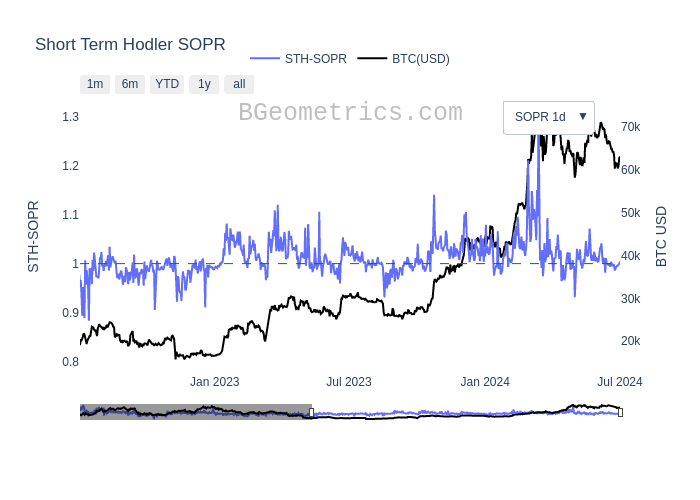 Short Term Hodler SOPR
STH-SOPR
BTC(USD)
1m
6m
YTD
1y
all
BGeometrics.com
SOPR 1d ▼
1.3
1.2
1.1
1
0.9
0.8
STH-SOPR
70k
60k
50k
40k
30k
20k
BTC USD
Jan 2023
Jul 2023
Jan 2024
Jul 2024